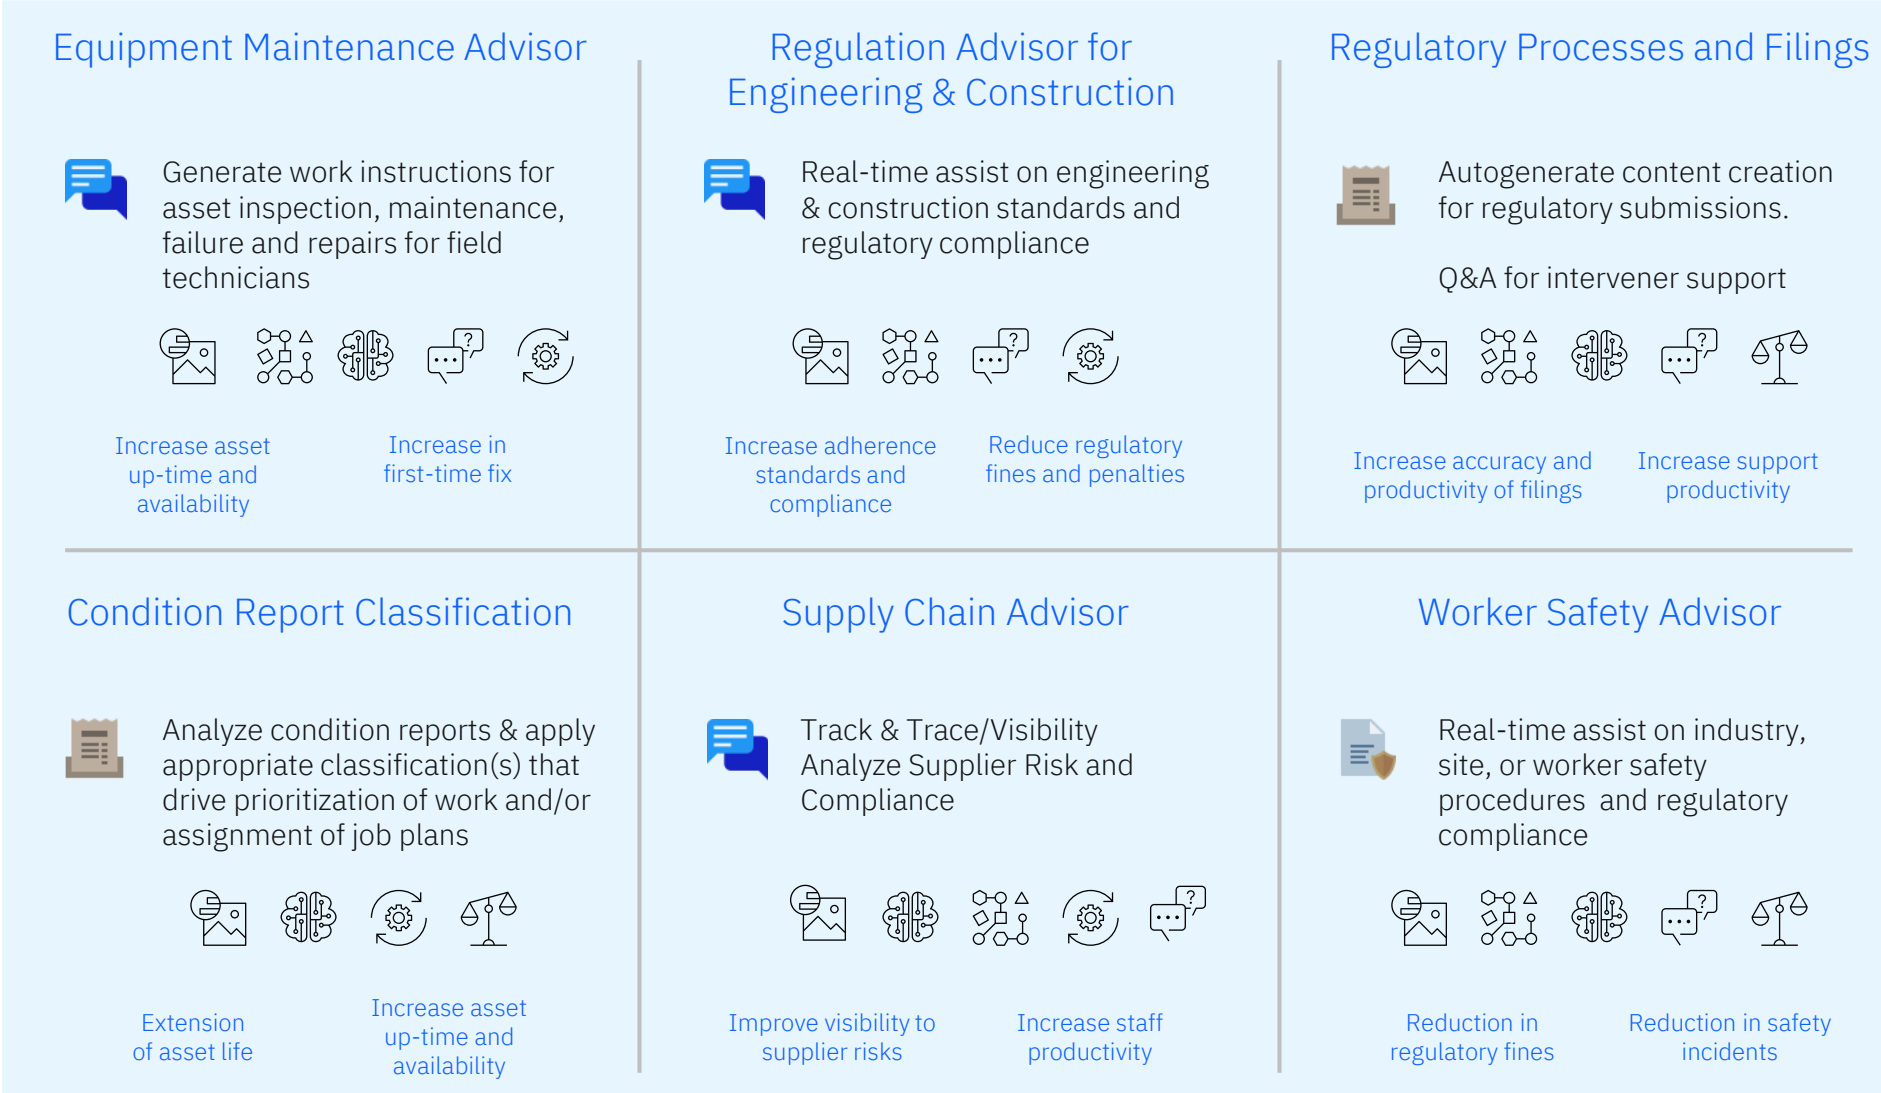 Equipment Maintenance Advisor
Generate work instructions for
asset inspection, maintenance,
failure and repairs for field
technicians
?
Increase asset
up-time and
availability
Increase in
first-time fix
Regulation Advisor for
Engineering & Construction
Real-time assist on engineering
& construction standards and
regulatory compliance
?
Increase adherence
standards and
compliance
Reduce regulatory
fines and penalties
Regulatory Processes and Filings
Autogenerate content creation
for regulatory submissions.
Q&A for intervener support
?
Increase accuracy and
productivity of filings
Increase support
productivity
Condition Report Classification
Analyze condition reports & apply
appropriate classification(s) that
drive prioritization of work and/or
assignment of job plans
Extension
of asset life
Increase asset
up-time and
availability
Supply Chain Advisor
Track & Trace/Visibility
Analyze Supplier Risk and
Compliance
?
Improve visibility to
supplier risks
Increase staff
productivity
Worker Safety Advisor
Real-time assist on industry,
site, or worker safety
procedures  and regulatory
compliance
?
Reduction in
regulatory fines
Reduction in safety
incidents